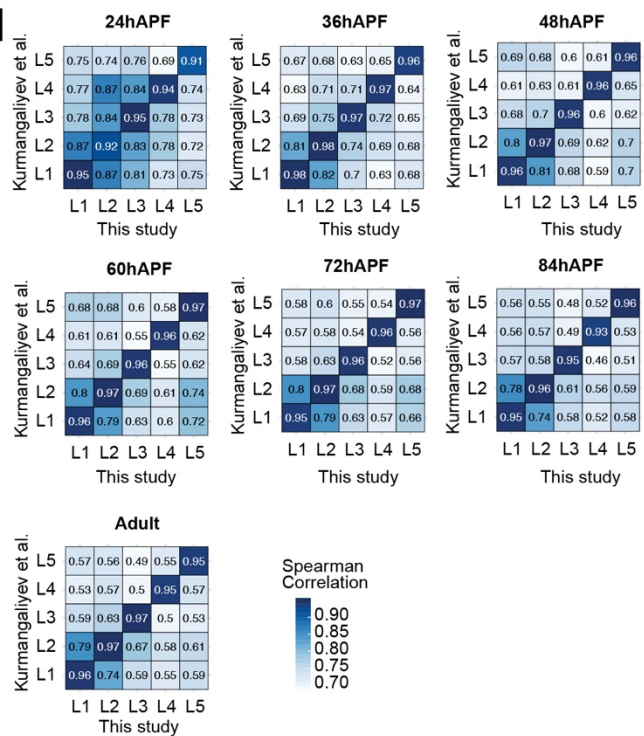 24hAPF 36hAPF 48hAPF
Kurmangaliyev et al.
L5 0.75 0.74 0.76 0.69 0.91
L4 0.77 0.87 0.84 0.94 0.74
L3 0.78 0.84 0.95 0.78 0.73
L2 0.87 0.92 0.83 0.78 0.72
L1 0.95 0.87 0.81 0.73 0.75
L1 L2 L3 L4 L5
This study
Kurmangaliyev et al.
L5 0.67 0.68 0.63 0.65 0.96
L4 0.63 0.71 0.71 0.97 0.64
L3 0.69 0.75 0.97 0.72 0.65
L2 0.81 0.98 0.74 0.69 0.68
L1 0.98 0.82 0.7 0.63 0.68
L1 L2 L3 L4 L5
This study
Kurmangaliyev et al.
L5 0.69 0.68 0.6 0.61 0.96
L4 0.61 0.63 0.61 0.96 0.65
L3 0.68 0.7 0.96 0.6 0.62
L2 0.8 0.97 0.69 0.62 0.7
L1 0.96 0.81 0.68 0.59 0.7
L1 L2 L3 L4 L5
This study
60hAPF 72hAPF 84hAPF
Kurmangaliyev et al.
L5 0.68 0.68 0.6 0.58 0.97
L4 0.61 0.61 0.55 0.96 0.62
L3 0.64 0.69 0.96 0.55 0.62
L2 0.8 0.97 0.69 0.61 0.74
L1 0.96 0.79 0.63 0.6 0.72
L1 L2 L3 L4 L5
This study
Kurmangaliyev et al.
L5 0.58 0.6 0.55 0.54 0.97
L4 0.57 0.58 0.54 0.96 0.56
L3 0.58 0.63 0.96 0.52 0.56
L2 0.8 0.97 0.68 0.59 0.68
L1 0.95 0.79 0.63 0.57 0.66
L1 L2 L3 L4 L5
This study
Kurmangaliyev et al.
L5 0.56 0.55 0.48 0.52 0.96
L4 0.56 0.57 0.49 0.93 0.53
L3 0.57 0.58 0.95 0.46 0.51
L2 0.78 0.96 0.61 0.56 0.59
L1 0.95 0.74 0.58 0.52 0.58
L1 L2 L3 L4 L5
This study
Adult
Kurmangaliyev et al.
L5 0.57 0.56 0.49 0.55 0.95
L4 0.53 0.57 0.5 0.95 0.57
L3 0.59 0.63 0.97 0.5 0.53
L2 0.79 0.97 0.67 0.58 0.61
L1 0.96 0.74 0.59 0.55 0.59
L1 L2 L3 L4 L5
This study
Spearman
Correlation
0.90
0.85
0.80
0.75
0.70